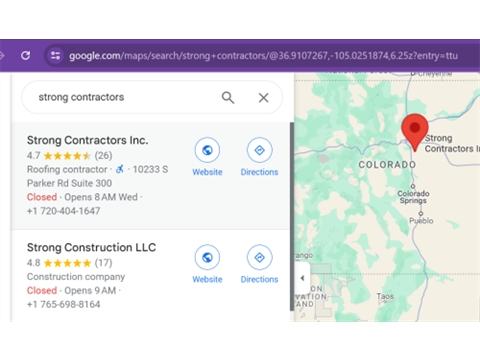 google.com/maps/search/strong+contractors/@36.9107267,-105.0251874,6.25z?entry=ttu
strong contractors
Strong Contractors Inc.
4.7 (26)
Roofing contractor · · 10233 S
Parker Rd Suite 300
Closed · Opens 8 AM Wed ·
+1 720-404-1647
Website
Directions
Strong Construction LLC
4.8 (17)
Construction company
Closed · Opens 9 AM ·
+1 765-698-8164
Website
Directions
Cheyenne
Strong
Contractors In
COLORADO
Colorado
Springs
Pueblo
rango
Taos
ON
VATION
AND